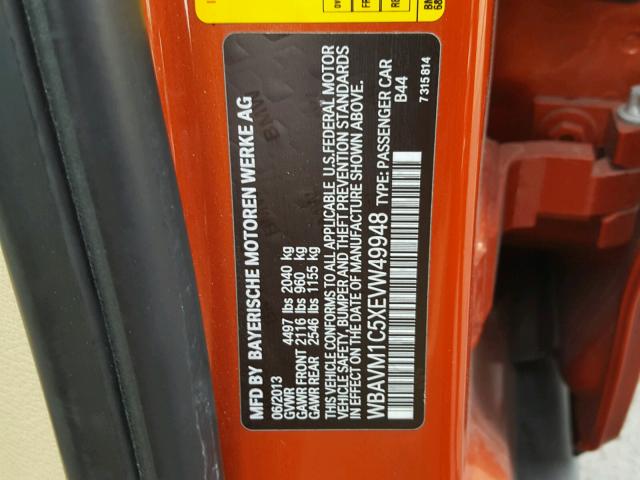 MFD BY BAYERISCHE MOTOREN WERKE AG
06/2013
GVWR 4497 lbs 2040 kg
GAWR FRONT 2116 lbs 960 kg
GAWR REAR 2546 lbs 1155 kg
THIS VEHICLE CONFORMS TO ALL APPLICABLE U.S. FEDERAL MOTOR
VEHICLE SAFETY, BUMPER AND THEFT PREVENTION STANDARDS
IN EFFECT ON THE DATE OF MANUFACTURE SHOWN ABOVE.
WBAVM1C5XEVW49948 TYPE: PASSENGER CAR
B44
7 315 814